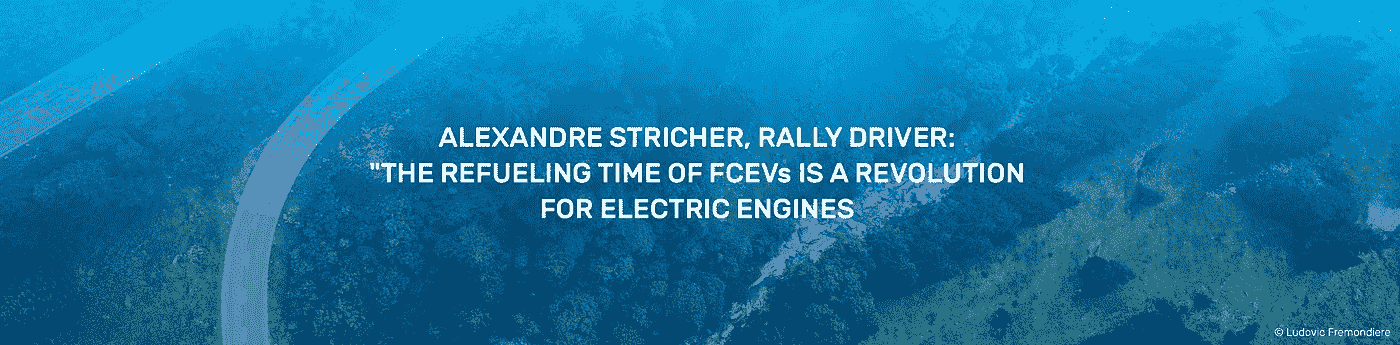 ALEXANDRE STRICHER, RALLY DRIVER:
"THE REFUELING TIME OF FCEVs IS A REVOLUTION
FOR ELECTRIC ENGINES
© Ludovic Fremondiere